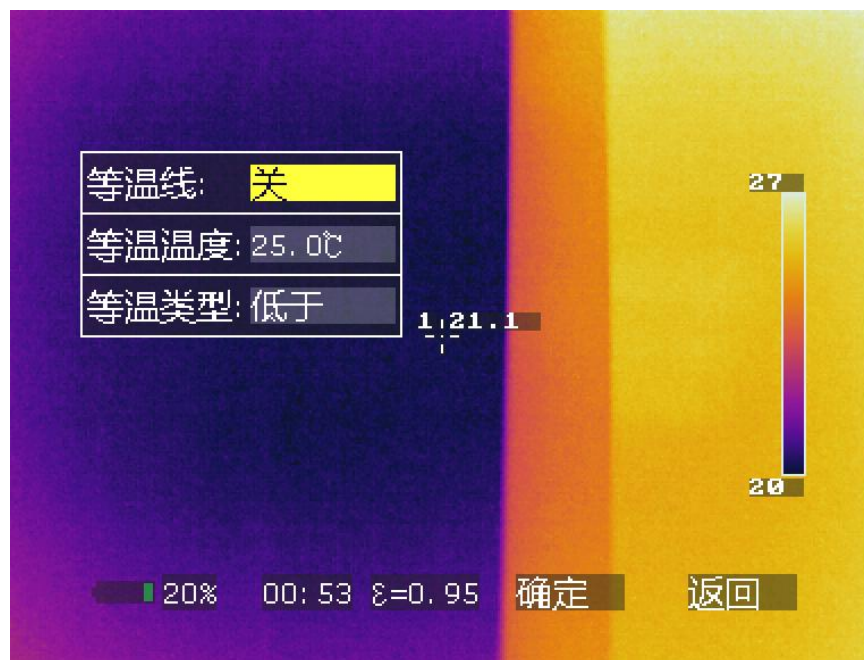 等温线: 关
27
等温温度: 25.0℃
等温类型: 低于
1 21.1
20
20% 00:53 ε=0.95 确定 返回